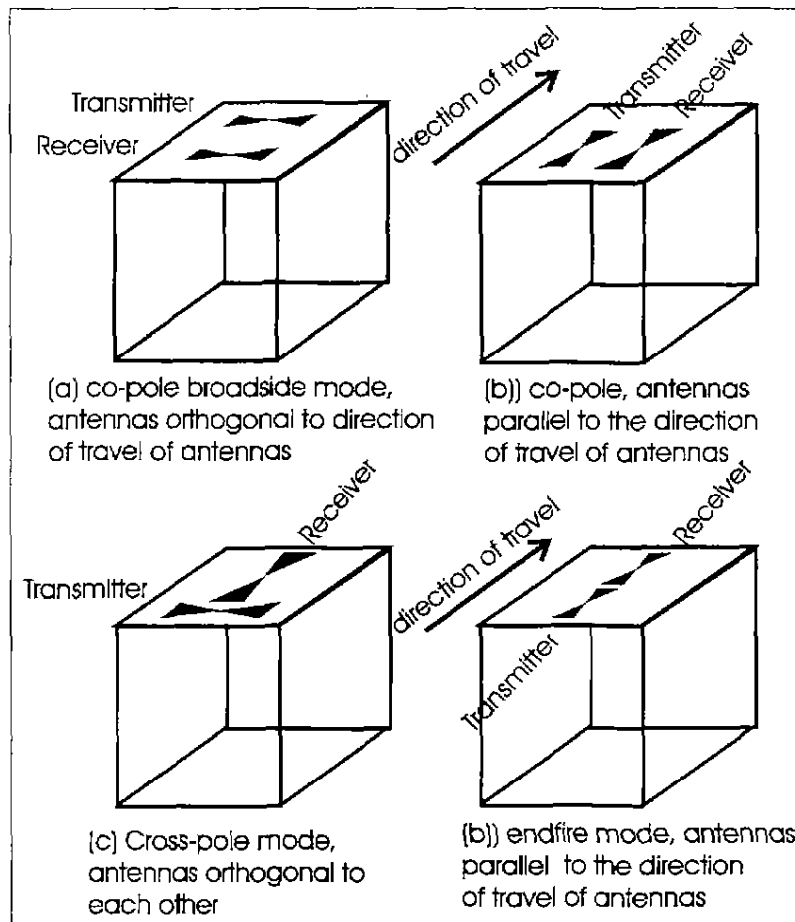 Transmitter
Receiver
direction of travel
Transmitter
Receiver
(a) co-pole broadside mode,
antennas orthogonal to direction
of travel of antennas
(b)) co-pole, antennas
parallel to the direction
of travel of antennas
Receiver
Transmitter
direction of travel
Receiver
Transmitter
(c) Cross-pole mode,
antennas orthogonal to
each other
(b)) endfire mode, antennas
parallel to the direction
of travel of antennas